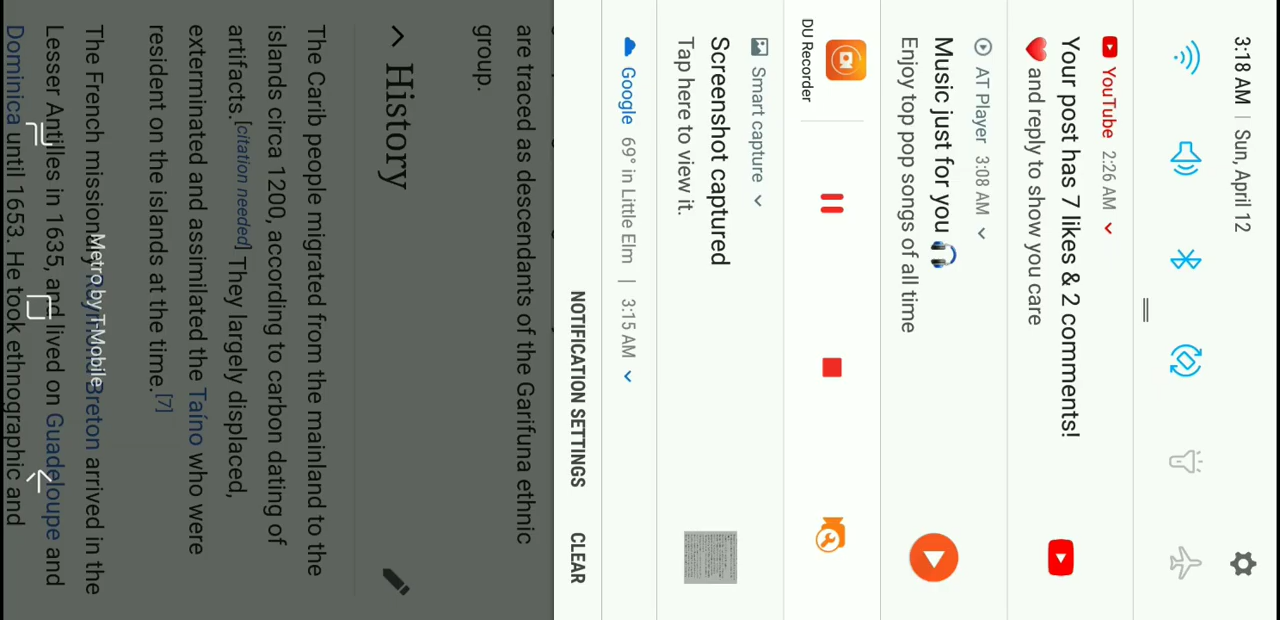 3:18 AM | Sun, April 12
YouTube 2:26 AM
Your post has 7 likes & 2 comments!
❤️ and reply to show you care
AT Player 3:08 AM
Music just for you 🎧
Enjoy top pop songs of all time
DU Recorder
Smart capture
Screenshot captured
Tap here to view it.
Google 69° in Little Elm | 3:15 AM
NOTIFICATION SETTINGS CLEAR
are traced as descendants of the Garifuna ethnic
group.
History
The Carib people migrated from the mainland to the
islands circa 1200, according to carbon dating of
artifacts.[citation needed] They largely displaced,
exterminated and assimilated the Taíno who were
resident on the islands at the time.[7]
The French missionary Raymond Breton arrived in the
Metro by T-Mobile
Lesser Antilles in 1635, and lived on Guadeloupe and
Dominica until 1653. He took ethnographic and